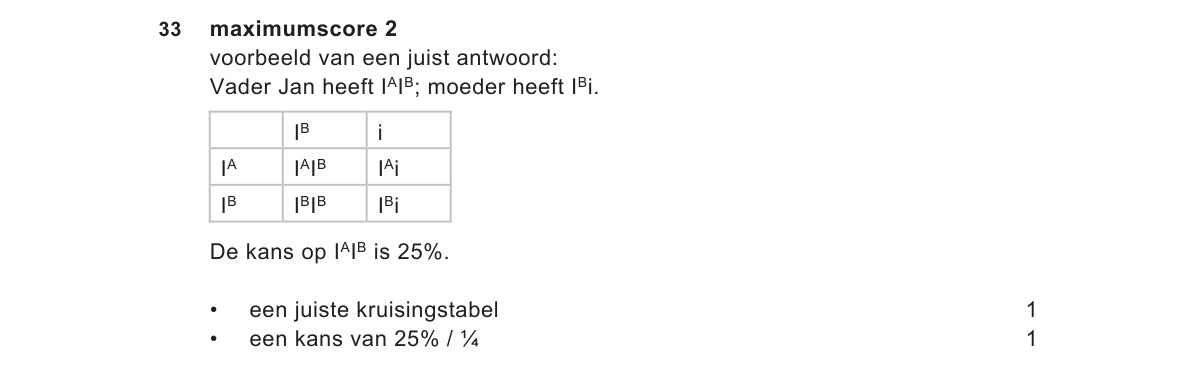 33 maximumscore 2
voorbeeld van een juist antwoord:
Vader Jan heeft IᴬIᴮ; moeder heeft Iᴮi.
Iᴮ i
Iᴬ IᴬIᴮ Iᴬi
Iᴮ IᴮIᴮ Iᴮi
De kans op IᴬIᴮ is 25%.
• een juiste kruisingstabel 1
• een kans van 25% / ¼ 1